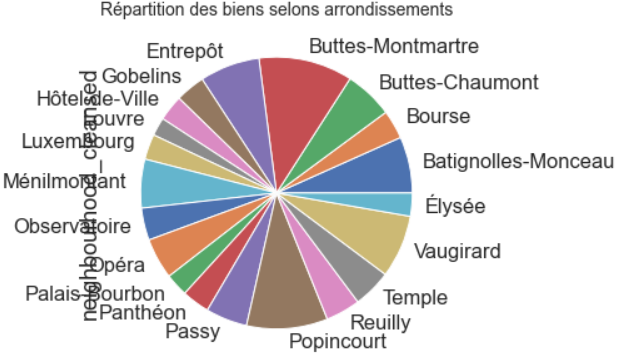 Répartition des biens selons arrondissements
Buttes-Montmartre
Entrepôt
Gobelins
Buttes-Chaumont
Hôtel-de-Ville
Bourse
Louvre
Luxembourg
Batignolles-Monceau
Ménilmontant
Élysée
Observatoire
Vaugirard
Opéra
Palais-Bourbon
Temple
Panthéon
Reuilly
Passy
Popincourt
neighbourhood_cleansed